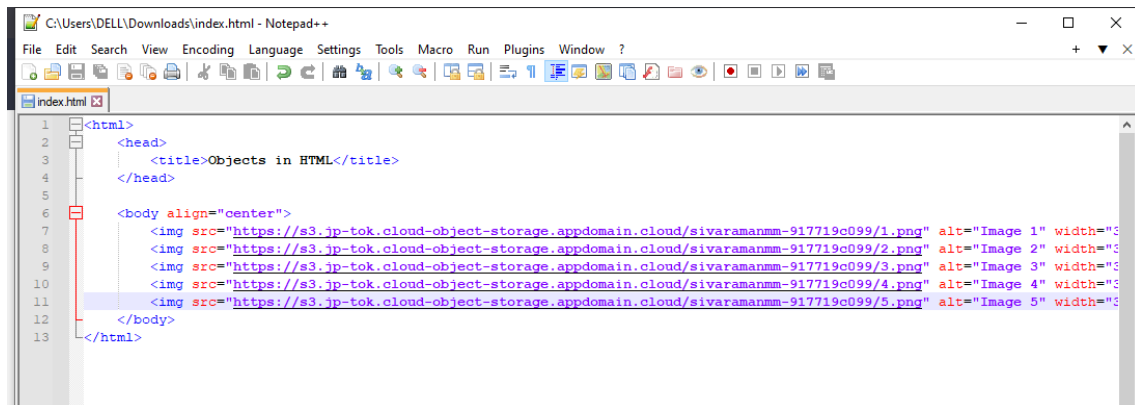 C:\Users\DELL\Downloads\index.html - Notepad++
File Edit Search View Encoding Language Settings Tools Macro Run Plugins Window ?
index.html
1 <html>
2 <head>
3 <title>Objects in HTML</title>
4 </head>
5
6 <body align="center">
7 <img src="https://s3.jp-tok.cloud-object-storage.appdomain.cloud/sivaramanmm-917719c099/1.png" alt="Image 1" width="3
8 <img src="https://s3.jp-tok.cloud-object-storage.appdomain.cloud/sivaramanmm-917719c099/2.png" alt="Image 2" width="3
9 <img src="https://s3.jp-tok.cloud-object-storage.appdomain.cloud/sivaramanmm-917719c099/3.png" alt="Image 3" width="3
10 <img src="https://s3.jp-tok.cloud-object-storage.appdomain.cloud/sivaramanmm-917719c099/4.png" alt="Image 4" width="3
11 <img src="https://s3.jp-tok.cloud-object-storage.appdomain.cloud/sivaramanmm-917719c099/5.png" alt="Image 5" width="3
12 </body>
13 </html>